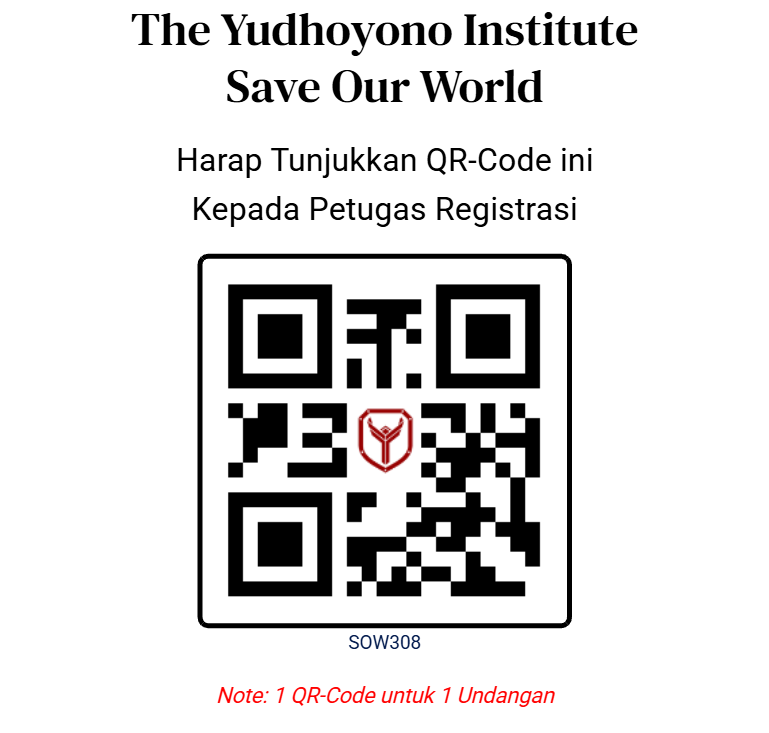 The Yudhoyono Institute
Save Our World
Harap Tunjukkan QR-Code ini
Kepada Petugas Registrasi
SOW308
Note: 1 QR-Code untuk 1 Undangan